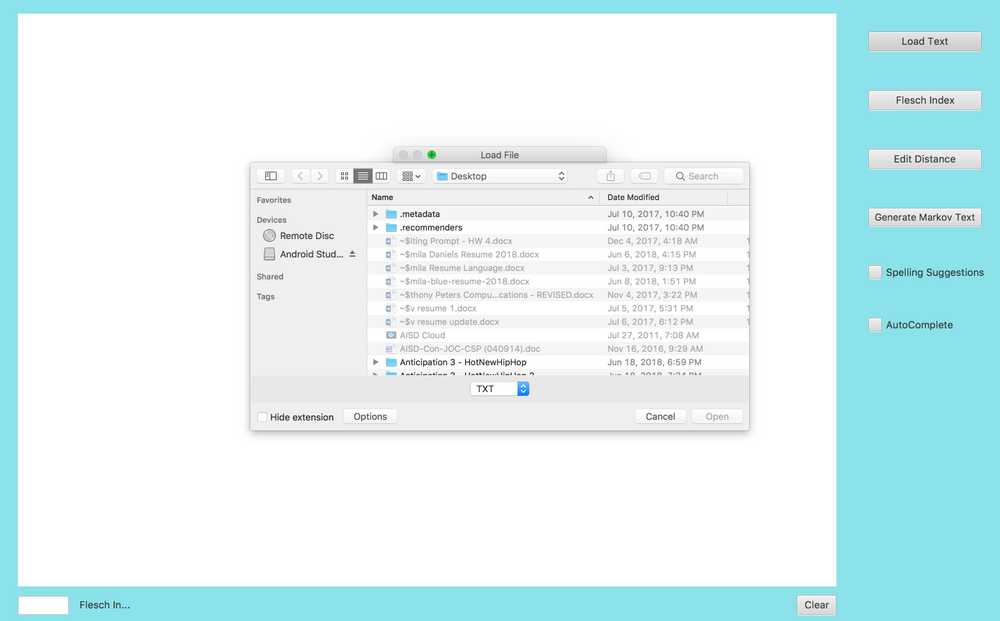 Load Text
Flesch Index
Edit Distance
Generate Markov Text
Spelling Suggestions
AutoComplete
Load File
Desktop
Search
Favorites
Devices
Remote Disc
Android Stud...
Shared
Tags
Name Date Modified
.metadata Jul 10, 2017, 10:40 PM
.recommenders Jul 10, 2017, 10:40 PM
~$iting Prompt - HW 4.docx Dec 4, 2017, 4:18 AM
~$mila Daniels Resume 2018.docx Jun 6, 2018, 4:15 PM
~$mila Resume Language.docx Jul 3, 2017, 9:13 PM
~$mila-blue-resume-2018.docx Jun 8, 2018, 1:51 PM
~$thony Peters Compu...cations - REVISED.docx Nov 4, 2017, 3:22 PM
~$v resume 1.docx Jul 5, 2017, 5:31 PM
~$v resume update.docx Jul 6, 2017, 6:12 PM
AISD Cloud Jul 27, 2011, 7:08 AM
AISD-Con-JOC-CSP (040914).doc Nov 16, 2016, 9:29 AM
Anticipation 3 - HotNewHipHop Jun 18, 2018, 6:59 PM
TXT
Hide extension
Options
Cancel
Open
Flesch In...
Clear